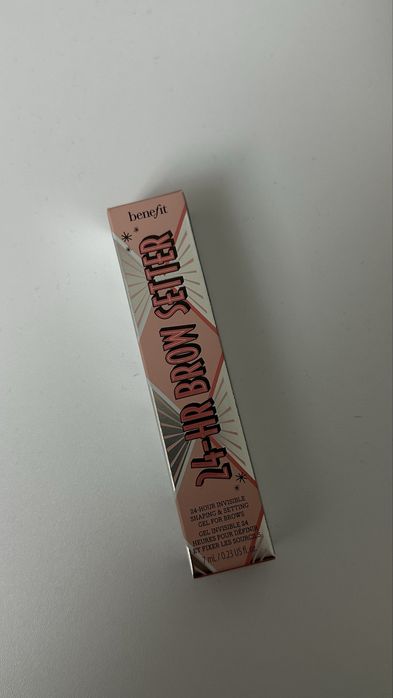 benefit
24-HR BROW SETTER
24-HOUR INVISIBLE
SHAPING & SETTING
GEL FOR BROWS
GEL INVISIBLE 24
HEURES POUR DÉFINIR
ET FIXER LES SOURCILS
7 mL / 0.23 US fl. oz.